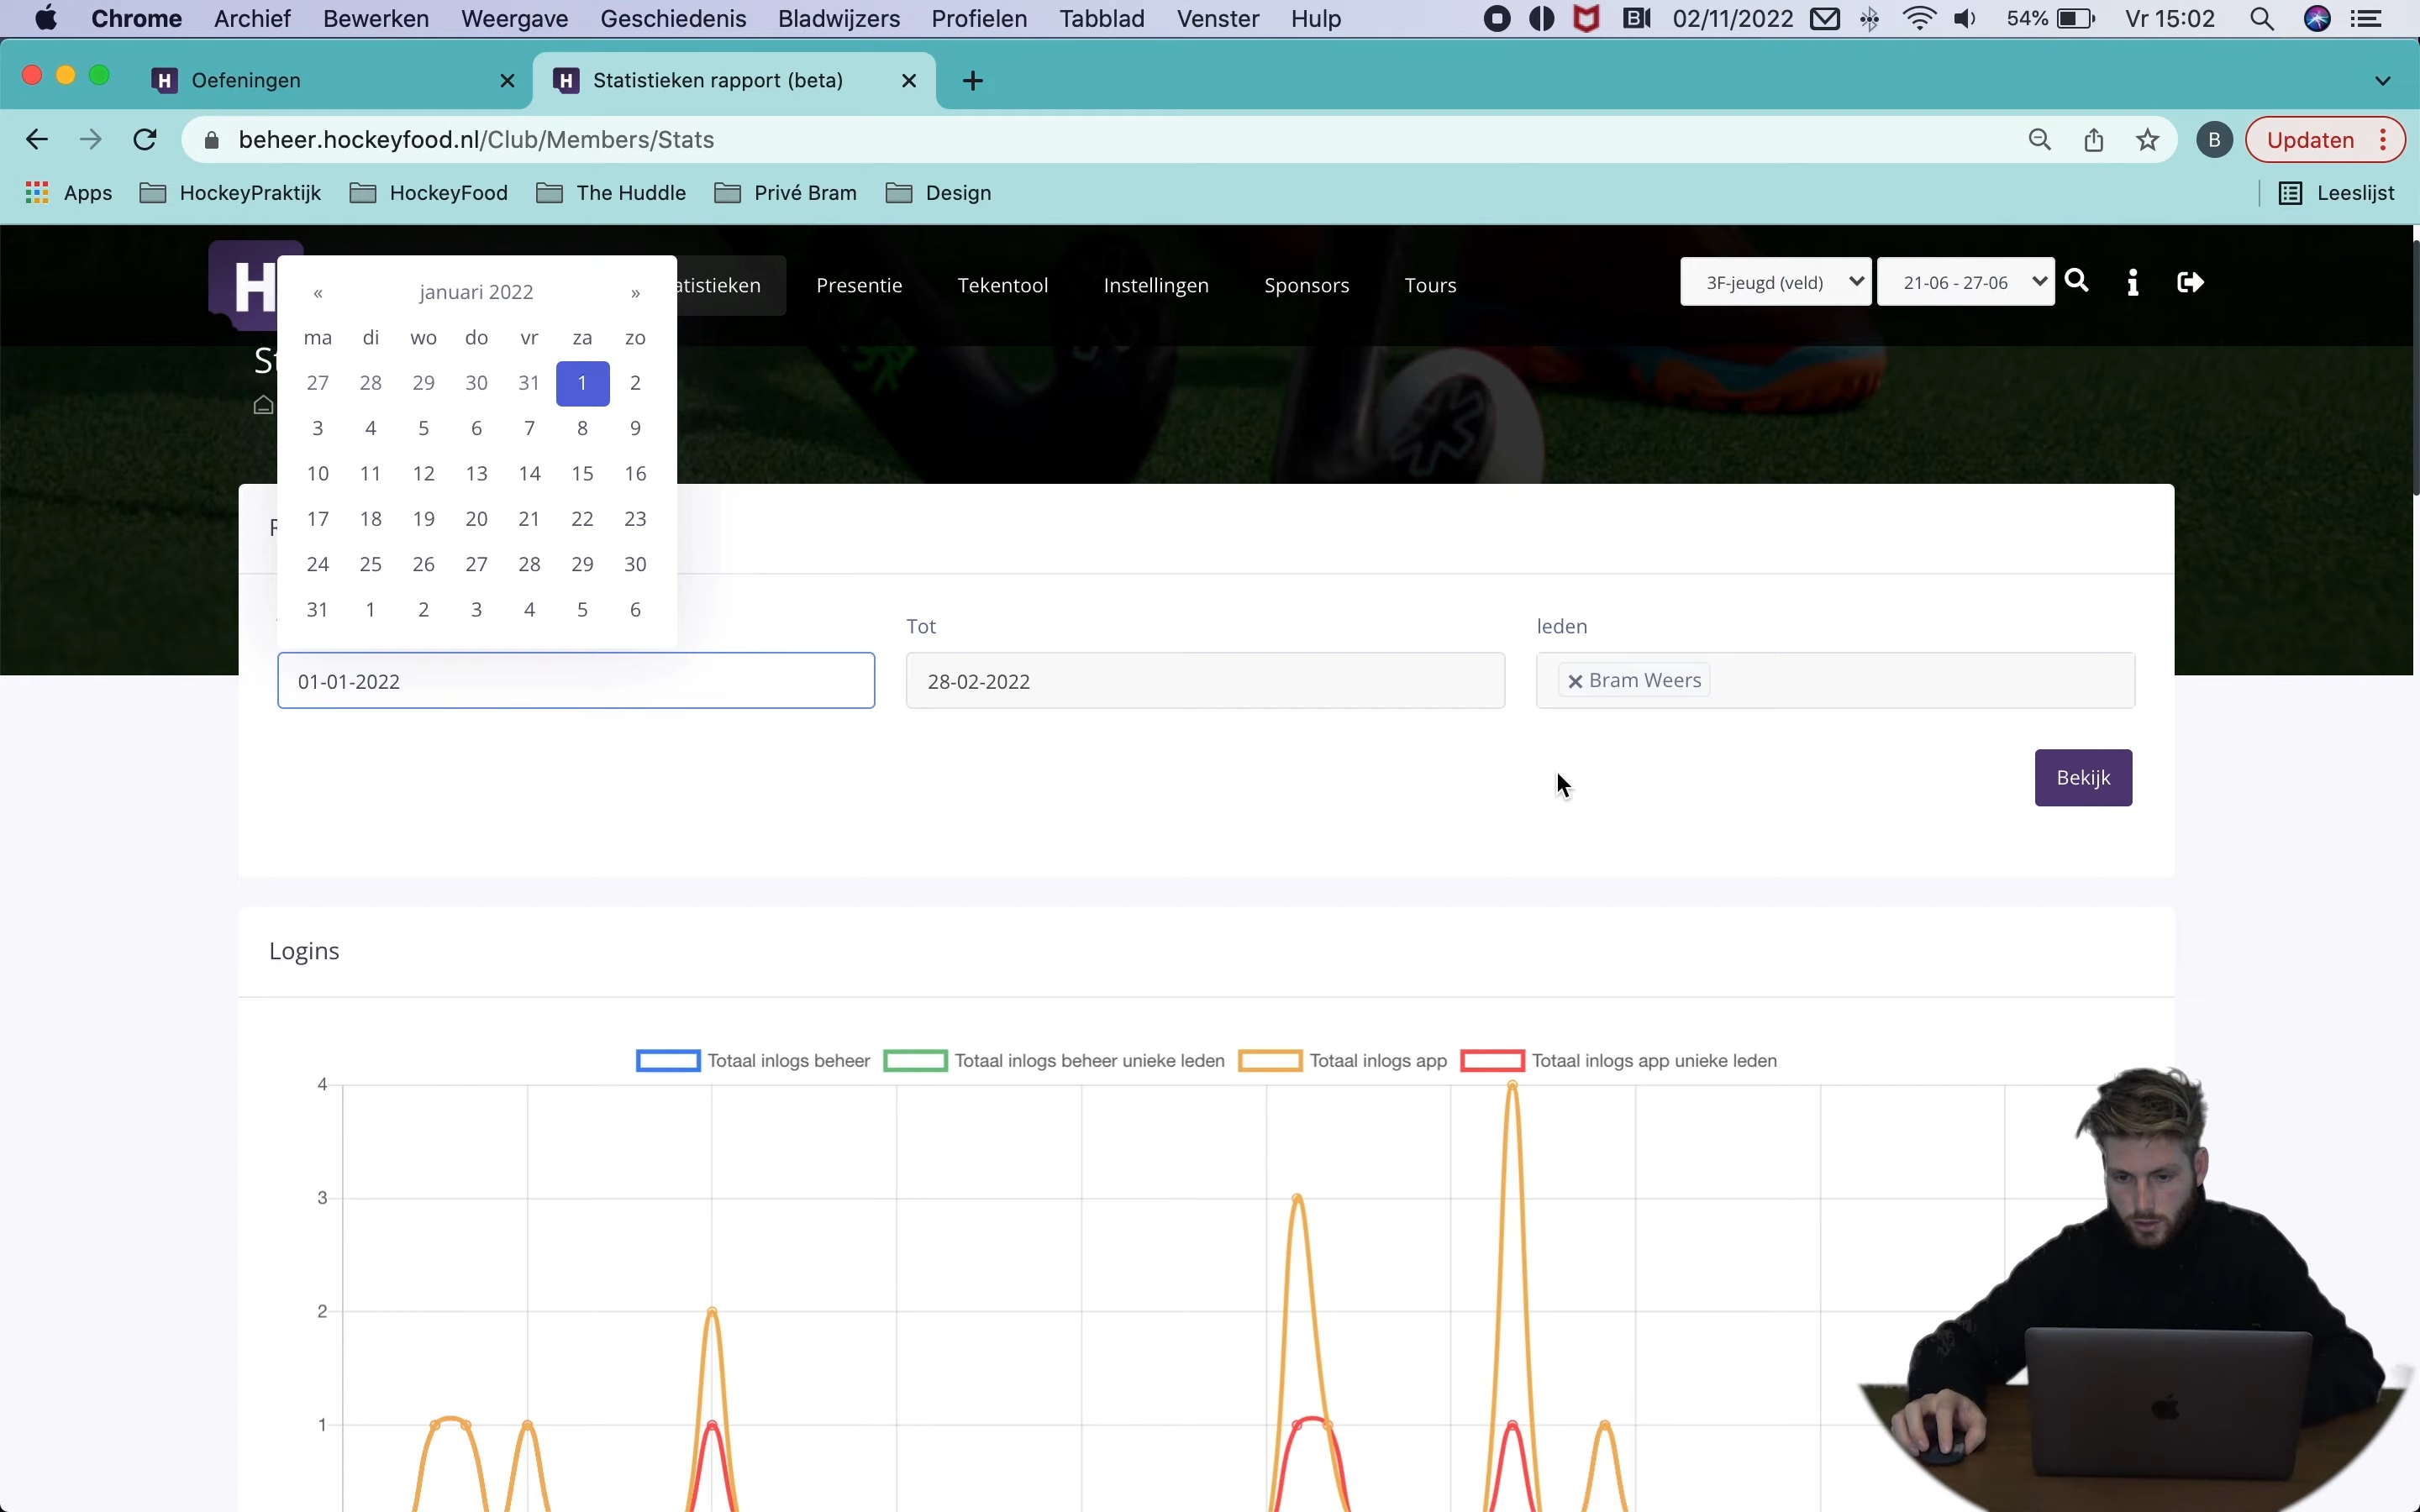 Chrome Archief Bewerken Weergave Geschiedenis Bladwijzers Profielen Tabblad Venster Hulp 02/11/2022 54% Vr 15:02
H Oefeningen H Statistieken rapport (beta)
beheer.hockeyfood.nl/Club/Members/Stats B Updaten
Apps HockeyPraktijk HockeyFood The Huddle Privé Bram Design Leeslijst
H atistieken Presentie Tekentool Instellingen Sponsors Tours 3F-jeugd (veld) 21-06 - 27-06
« januari 2022 »
ma di wo do vr za zo
St
27 28 29 30 31 1 2
3 4 5 6 7 8 9
10 11 12 13 14 15 16
17 18 19 20 21 22 23
24 25 26 27 28 29 30
31 1 2 3 4 5 6
Tot leden
01-01-2022 28-02-2022 Bram Weers
Bekijk
Logins
Totaal inlogs beheer Totaal inlogs beheer unieke leden Totaal inlogs app Totaal inlogs app unieke leden
4
3
2
1